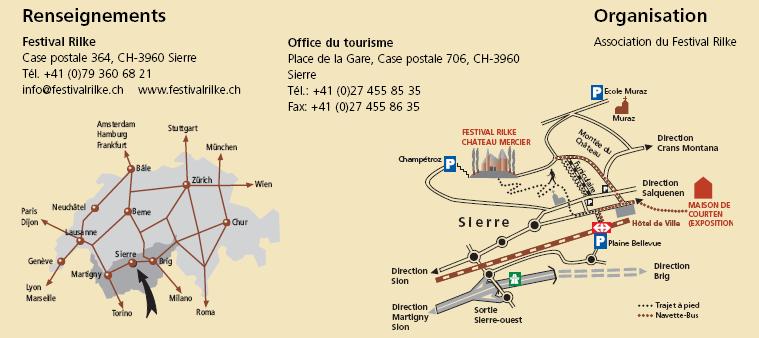 Renseignements
Festival Rilke
Case postale 364, CH-3960 Sierre
Tél. +41 (0)79 360 68 21
info@festivalrilke.ch www.festivalrilke.ch
Office du tourisme
Place de la Gare, Case postale 706, CH-3960
Sierre
Tél.: +41 (0)27 455 85 35
Fax: +41 (0)27 455 86 35
Organisation
Association du Festival Rilke
Amsterdam
Hamburg
Frankfurt
Stuttgart
München
Bâle
Zürich
Wien
Paris
Dijon
Neuchâtel
Berne
Chur
Lausanne
Sierre
Genève
Martigny
Brig
Lyon
Marseille
Torino
Milano
Roma
P
Ecole Muraz
Muraz
FESTIVAL RILKE
CHÂTEAU MERCIER
Montée du
Château
Direction
Crans Montana
Champétroz
P
Funiculaire
P
Direction
Salquenen
P
MAISON DE
COURTEN
(EXPOSITION
Sierre
Hôtel de Ville
P
Plaine Bellevue
Direction
Sion
Direction
Brig
Direction
Martigny
Sion
Sortie
Sierre-ouest
Trajet à pied
Navette-Bus